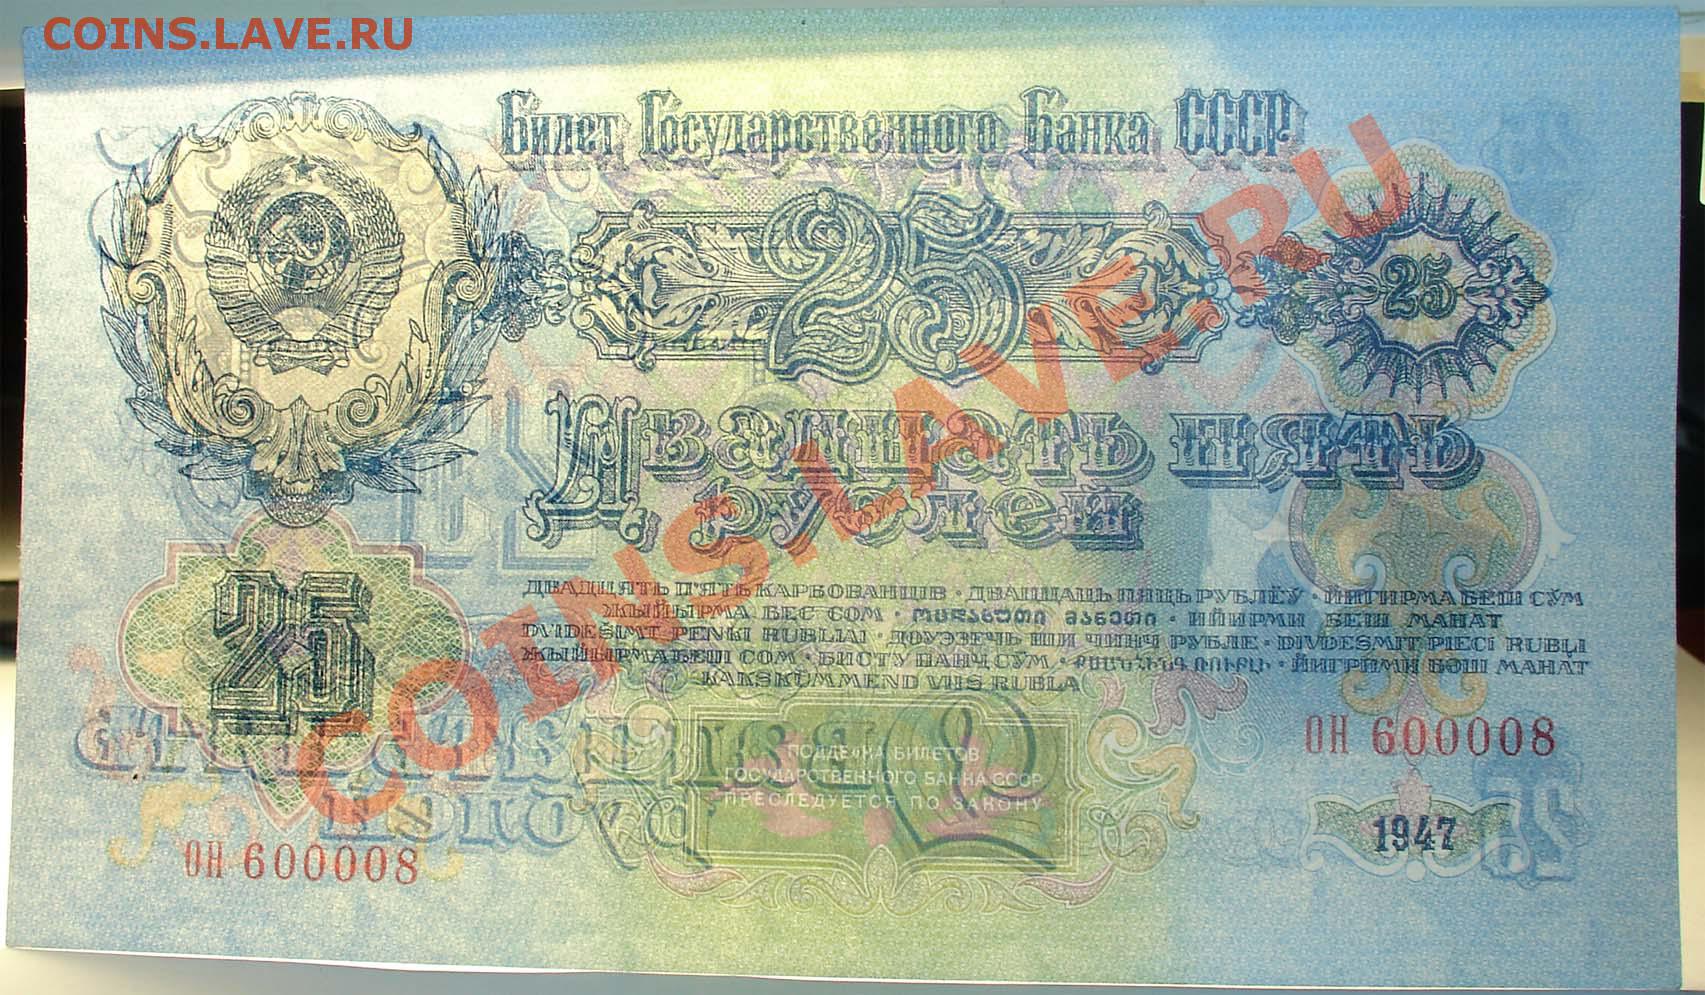 COINS.LAVE.RU
Билет Государственного Банка СССР
25
25
Двадцать пять
рублей
ДВАДЦЯТЬ П'ЯТЬ КАРБОВАНЦІВ · ДВАЦЦАЦЬ ПЯЦЬ РУБЛЁЎ · ЙИГИРМА БЕШ СЎМ
ЖЫЙЫРМА БЕС СОМ · ᲝᲪᲓᲐᲮᲣᲗᲘ ᲛᲐᲜᲔᲗᲘ · ИЙИРМИ БЕШ МАНАТ
DVIDEŠIMT PENKI RUBLIAI · ДОУЭЗЕЧЬ ШИ ЧИНЧ РУБЛЕ · DIVDESMIT PIECI RUBĻI
ЖЫЙЫРМА БЕШ СОМ · БИСТУ ПАНЧ СӮМ · ՔՍԱՆՀԻՆԳ ՌՈՒԲԼԻ · ИЙИРМИ БЕШ МАНАТ
KAKSKÜMMEND VIIS RUBLA
25
ОН 600008
ПОДДЕЛКА БИЛЕТОВ
ГОСУДАРСТВЕННОГО БАНКА СССР
ПРЕСЛЕДУЕТСЯ ПО ЗАКОНУ
1947
ОН 600008
COINS.LAVE.RU